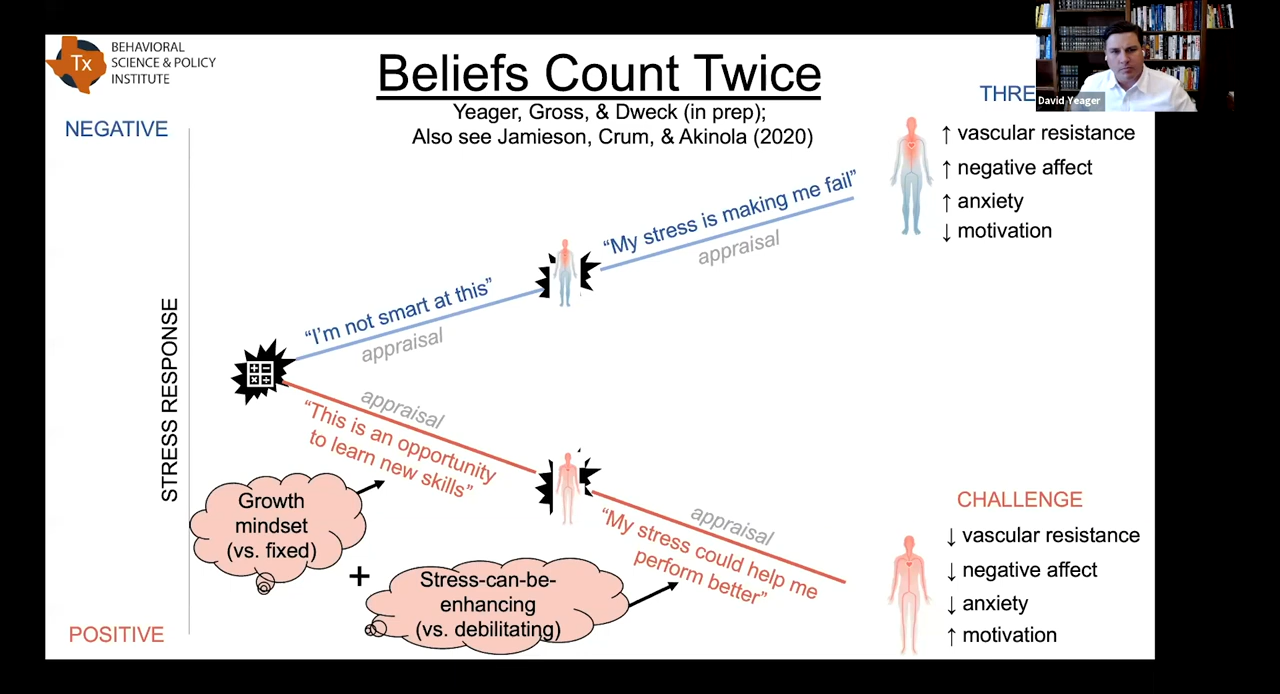 Tx
BEHAVIORAL
SCIENCE & POLICY
INSTITUTE
Beliefs Count Twice
Yeager, Gross, & Dweck (in prep);
Also see Jamieson, Crum, & Akinola (2020)
David Yeager
NEGATIVE
THRE
↑ vascular resistance
↑ negative affect
↑ anxiety
↓ motivation
“My stress is making me fail”
appraisal
“I’m not smart at this”
appraisal
STRESS RESPONSE
appraisal
“This is an opportunity
to learn new skills”
Growth
mindset
(vs. fixed)
+
Stress-can-be-
enhancing
(vs. debilitating)
appraisal
“My stress could help me
perform better”
CHALLENGE
↓ vascular resistance
↓ negative affect
↓ anxiety
↑ motivation
POSITIVE